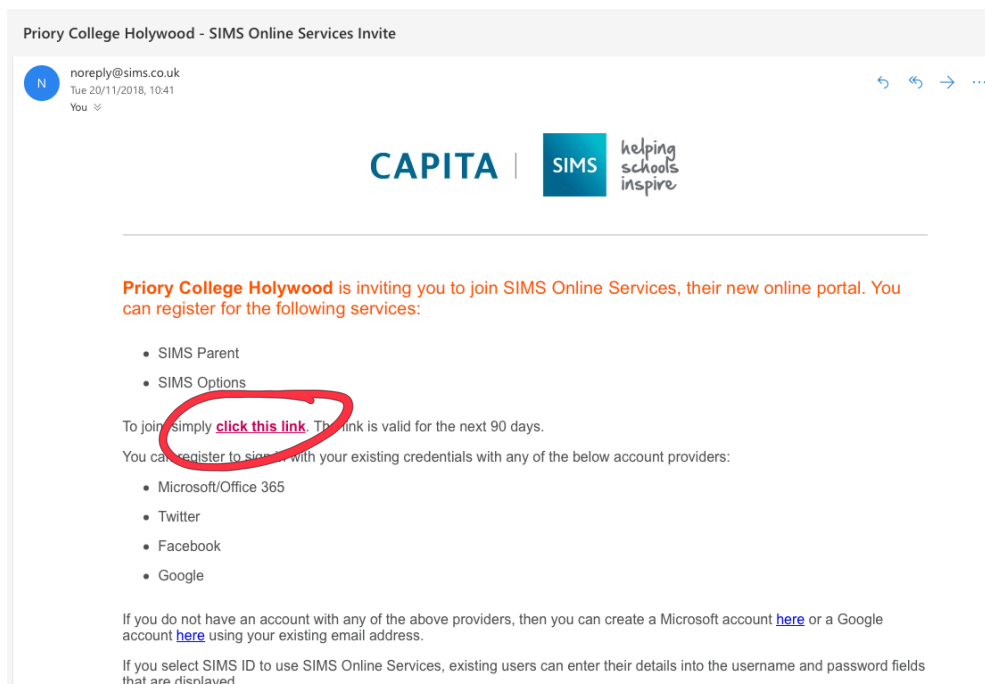 Priory College Holywood - SIMS Online Services Invite
N
noreply@sims.co.uk
Tue 20/11/2018, 10:41
You
CAPITA
SIMS
helping
schools
inspire
Priory College Holywood is inviting you to join SIMS Online Services, their new online portal. You
can register for the following services:
• SIMS Parent
• SIMS Options
To join simply click this link. The link is valid for the next 90 days.
You can register to sign in with your existing credentials with any of the below account providers:
• Microsoft/Office 365
• Twitter
• Facebook
• Google
If you do not have an account with any of the above providers, then you can create a Microsoft account here or a Google
account here using your existing email address.
If you select SIMS ID to use SIMS Online Services, existing users can enter their details into the username and password fields
that are displayed